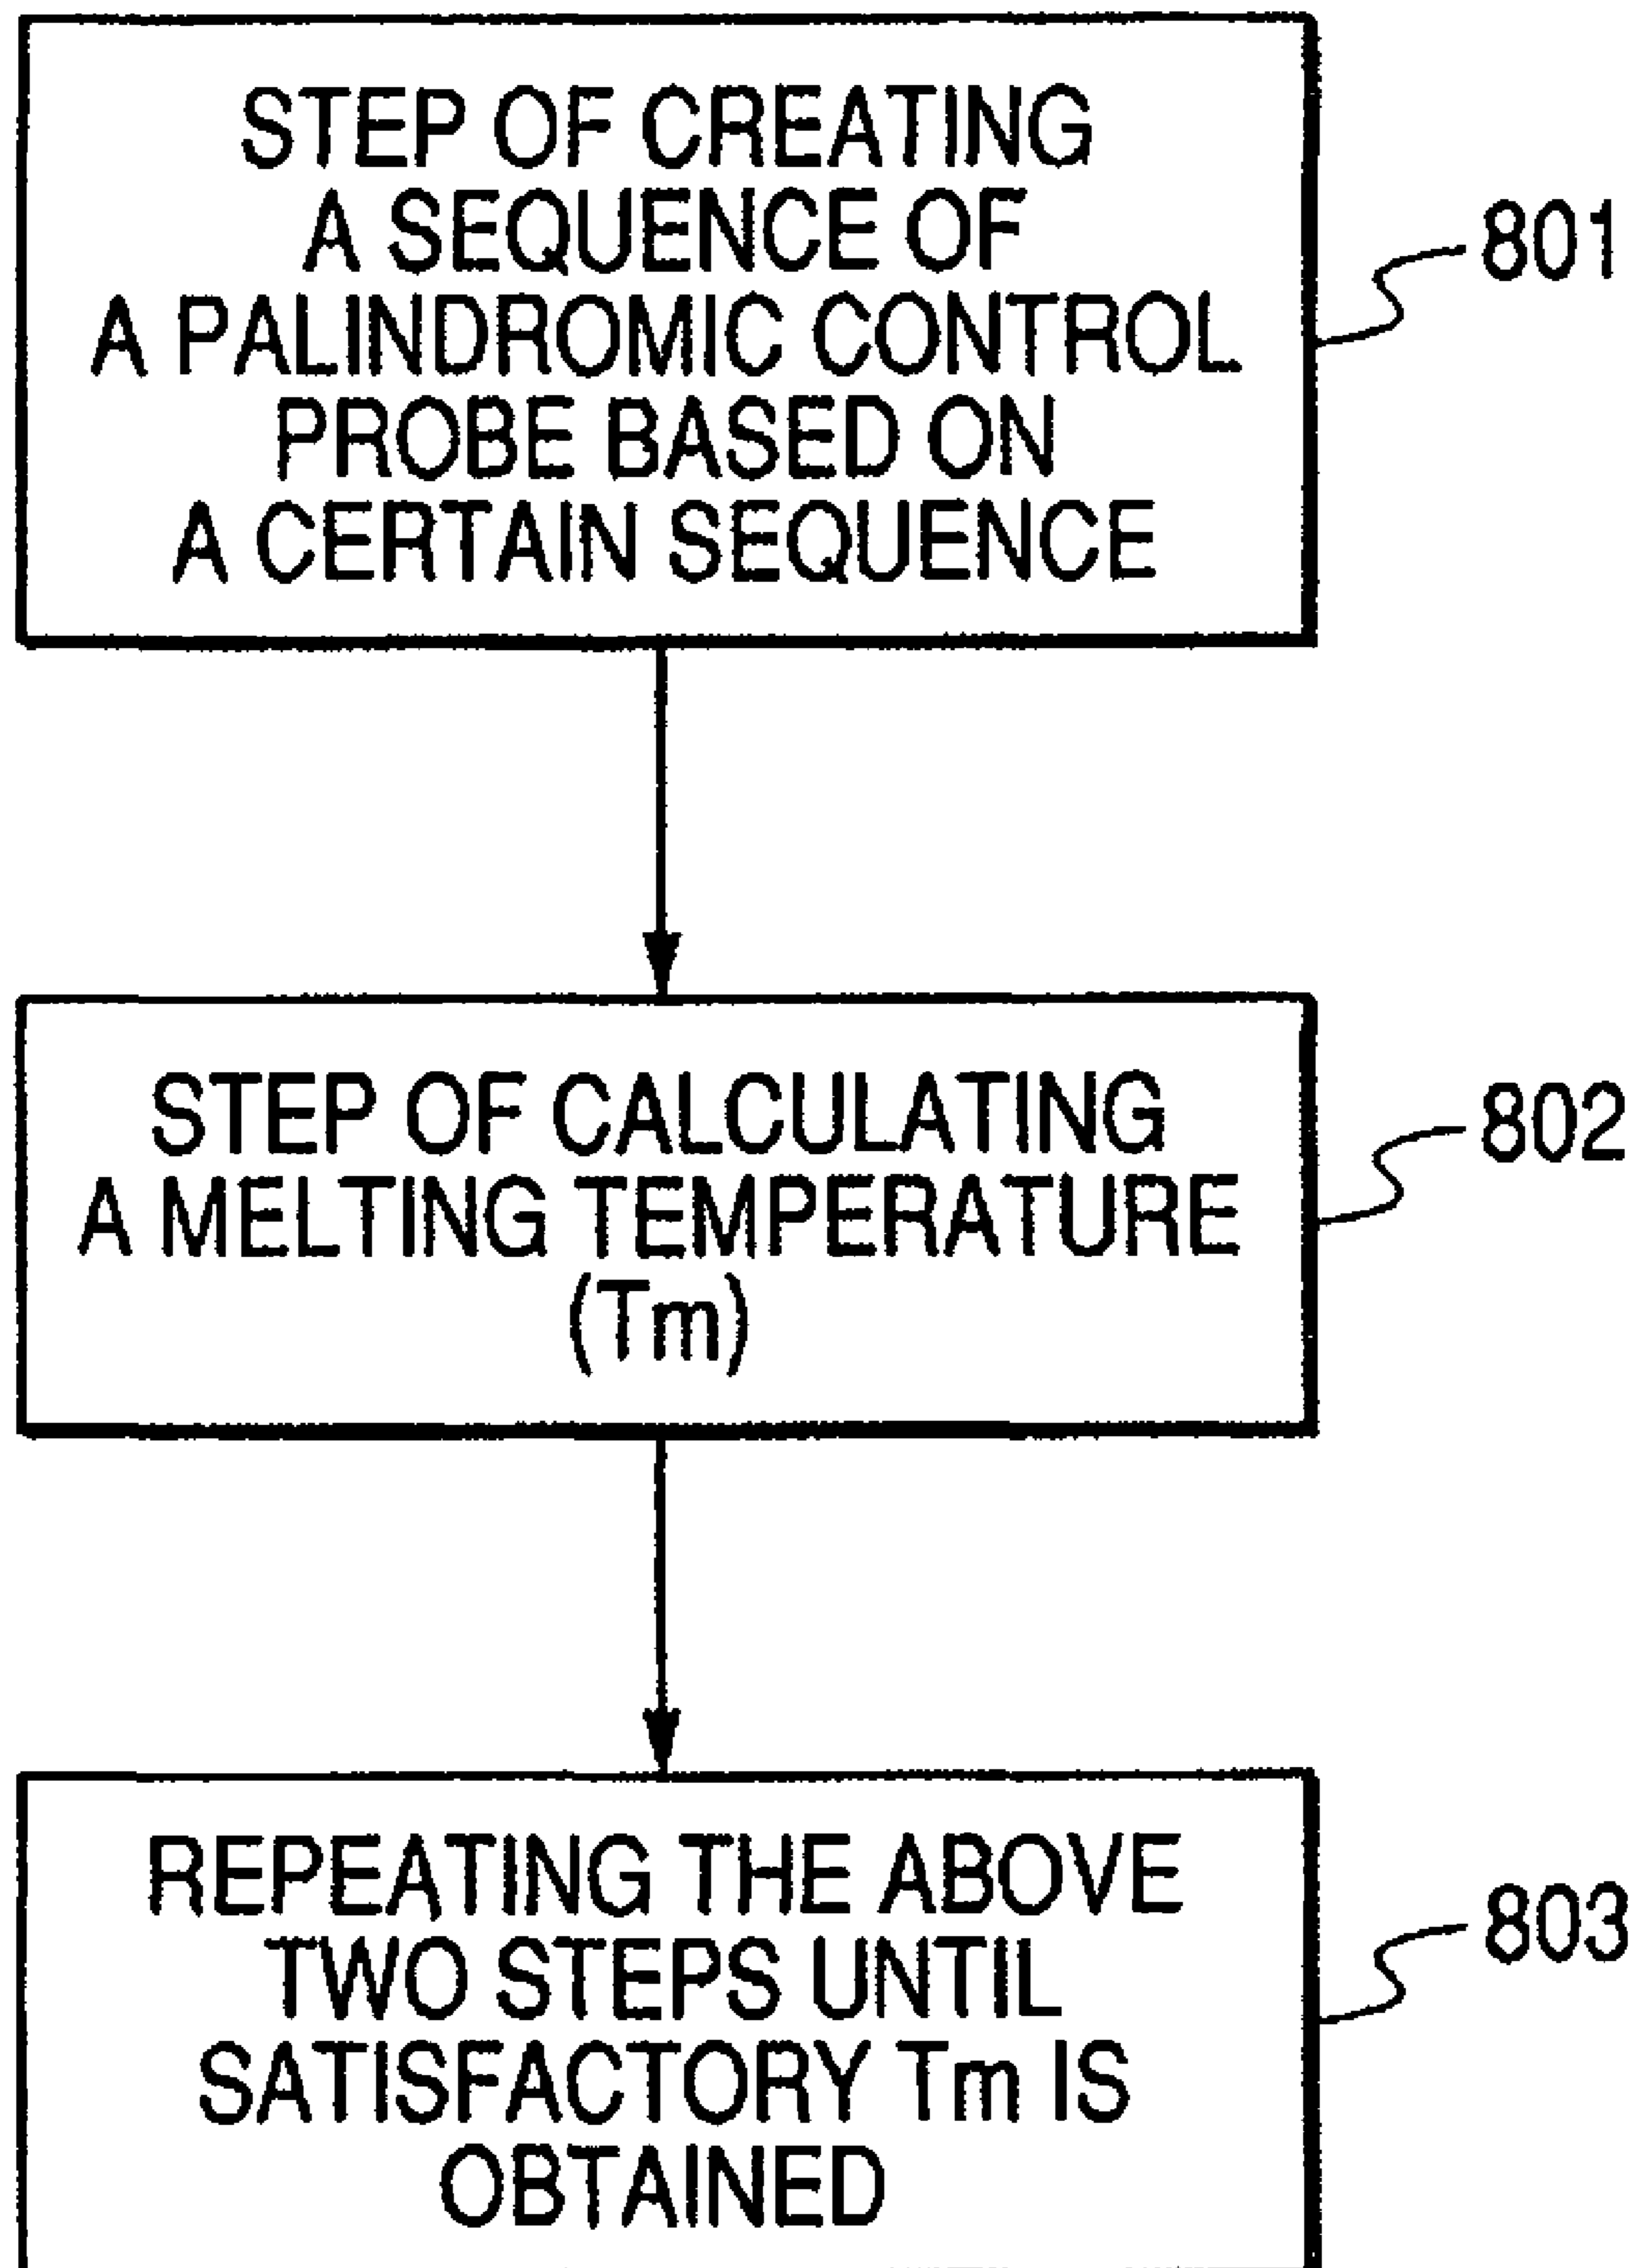 STEP OF CREATING
A SEQUENCE OF
A PALINDROMIC CONTROL
PROBE BASED ON
A CERTAIN SEQUENCE
801
STEP OF CALCULATING
A MELTING TEMPERATURE
(Tm)
802
REPEATING THE ABOVE
TWO STEPS UNTIL
SATISFACTORY Tm IS
OBTAINED
803